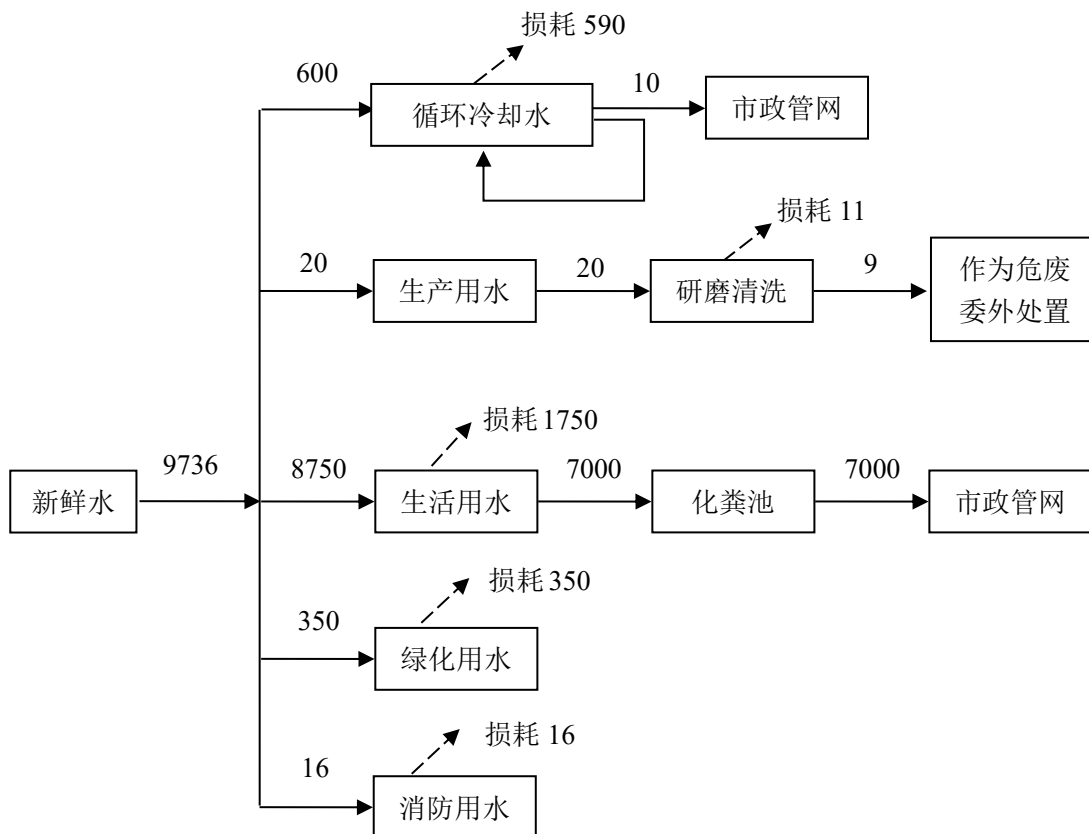 损耗 590
600
10
循环冷却水
市政管网
损耗 11
20
生产用水
20
研磨清洗
9
作为危废
委外处置
损耗 1750
新鲜水
9736
8750
生活用水
7000
化粪池
7000
市政管网
损耗 350
350
绿化用水
损耗 16
16
消防用水